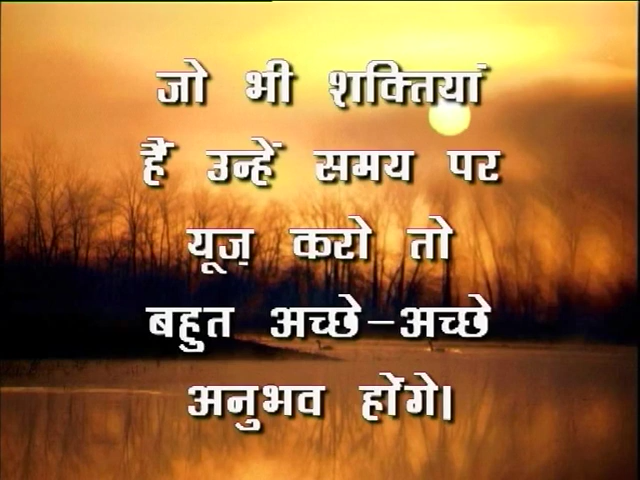 जो भी शक्तियां
हैं उन्हें समय पर
यूज़ करो तो
बहुत अच्छे-अच्छे
अनुभव होंगे।